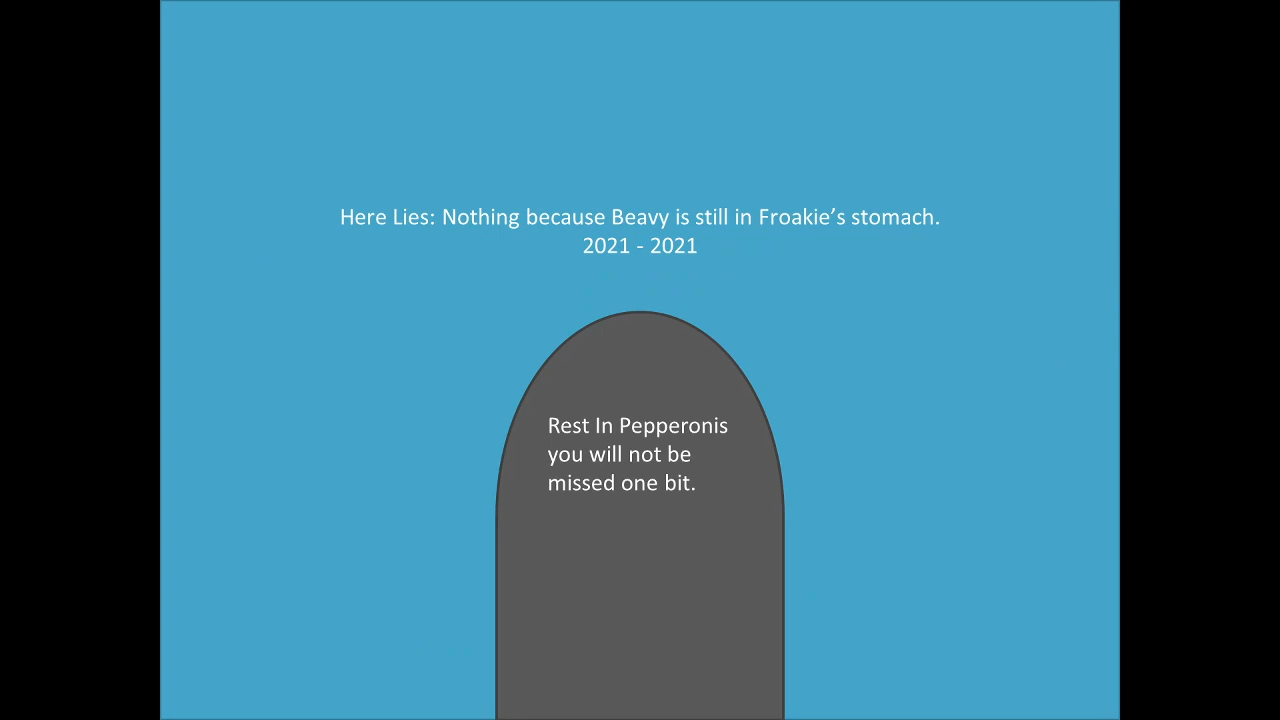 Here Lies: Nothing because Beavy is still in Froakie’s stomach.
2021 - 2021
Rest In Pepperonis
you will not be
missed one bit.